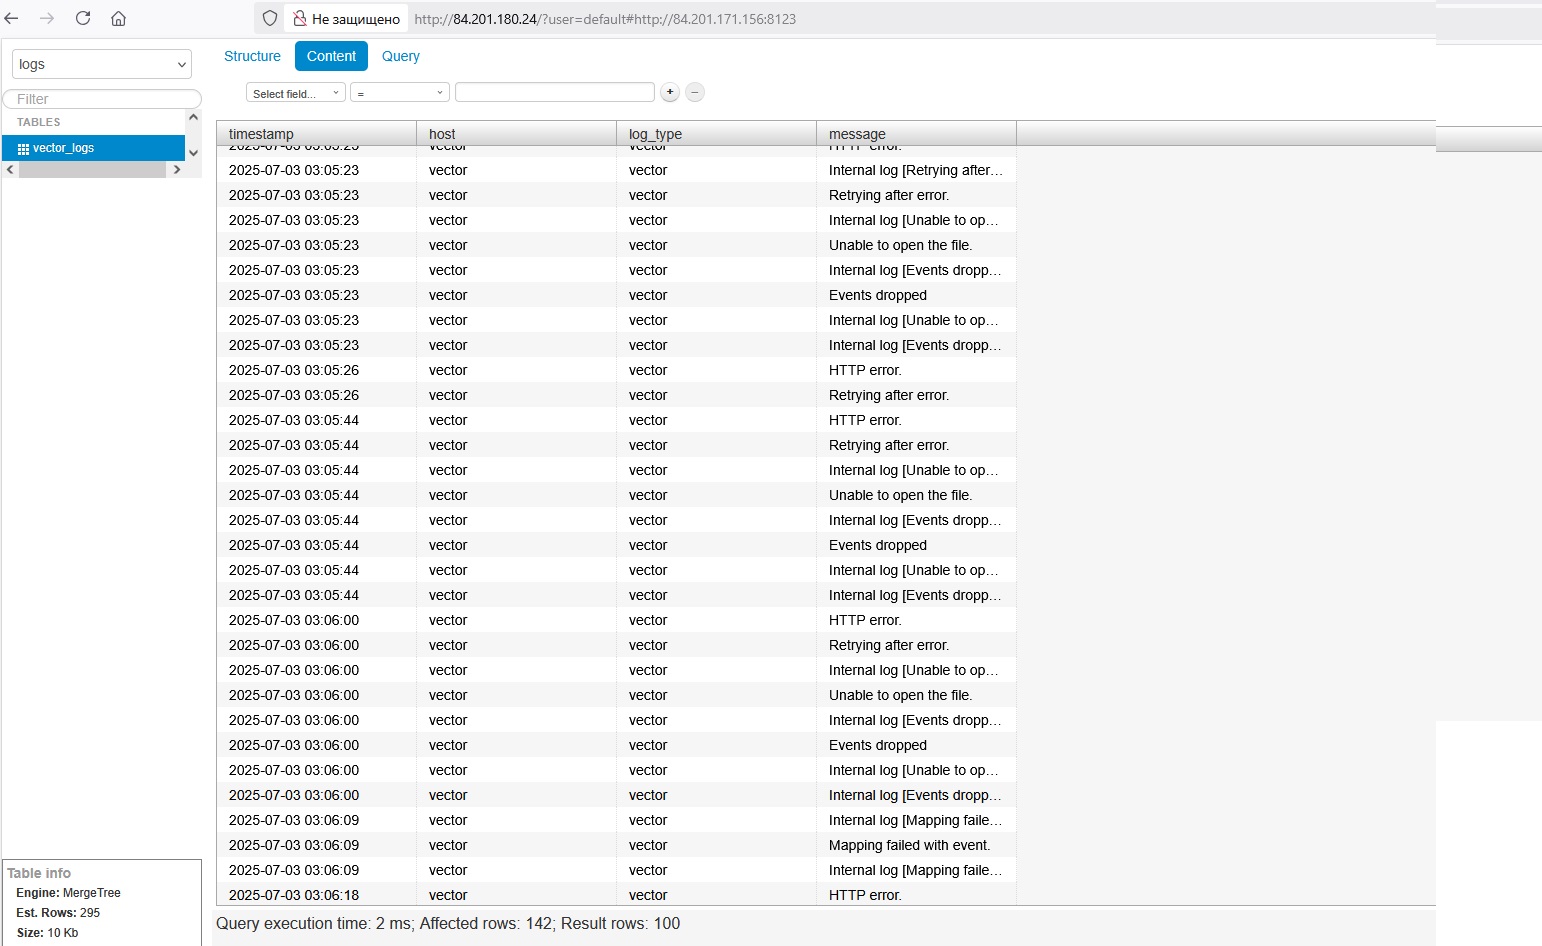 Не защищено http://84.201.180.24/?user=default#http://84.201.171.156:8123
logs
Structure Content Query
Select field... =  + −
Filter
TABLES
vector_logs
timestamp host log_type message
2025-07-03 03:05:23 vector vector HTTP error.
2025-07-03 03:05:23 vector vector Internal log [Retrying after…
2025-07-03 03:05:23 vector vector Retrying after error.
2025-07-03 03:05:23 vector vector Internal log [Unable to op…
2025-07-03 03:05:23 vector vector Unable to open the file.
2025-07-03 03:05:23 vector vector Internal log [Events dropp…
2025-07-03 03:05:23 vector vector Events dropped
2025-07-03 03:05:23 vector vector Internal log [Unable to op…
2025-07-03 03:05:23 vector vector Internal log [Events dropp…
2025-07-03 03:05:26 vector vector HTTP error.
2025-07-03 03:05:26 vector vector Retrying after error.
2025-07-03 03:05:44 vector vector HTTP error.
2025-07-03 03:05:44 vector vector Retrying after error.
2025-07-03 03:05:44 vector vector Internal log [Unable to op…
2025-07-03 03:05:44 vector vector Unable to open the file.
2025-07-03 03:05:44 vector vector Internal log [Events dropp…
2025-07-03 03:05:44 vector vector Events dropped
2025-07-03 03:05:44 vector vector Internal log [Unable to op…
2025-07-03 03:05:44 vector vector Internal log [Events dropp…
2025-07-03 03:06:00 vector vector HTTP error.
2025-07-03 03:06:00 vector vector Retrying after error.
2025-07-03 03:06:00 vector vector Internal log [Unable to op…
2025-07-03 03:06:00 vector vector Unable to open the file.
2025-07-03 03:06:00 vector vector Internal log [Events dropp…
2025-07-03 03:06:00 vector vector Events dropped
2025-07-03 03:06:00 vector vector Internal log [Unable to op…
2025-07-03 03:06:00 vector vector Internal log [Events dropp…
2025-07-03 03:06:09 vector vector Internal log [Mapping faile…
2025-07-03 03:06:09 vector vector Mapping failed with event.
2025-07-03 03:06:09 vector vector Internal log [Mapping faile…
2025-07-03 03:06:18 vector vector HTTP error.
Table info
Engine: MergeTree
Est. Rows: 295
Size: 10 Kb
Query execution time: 2 ms; Affected rows: 142; Result rows: 100